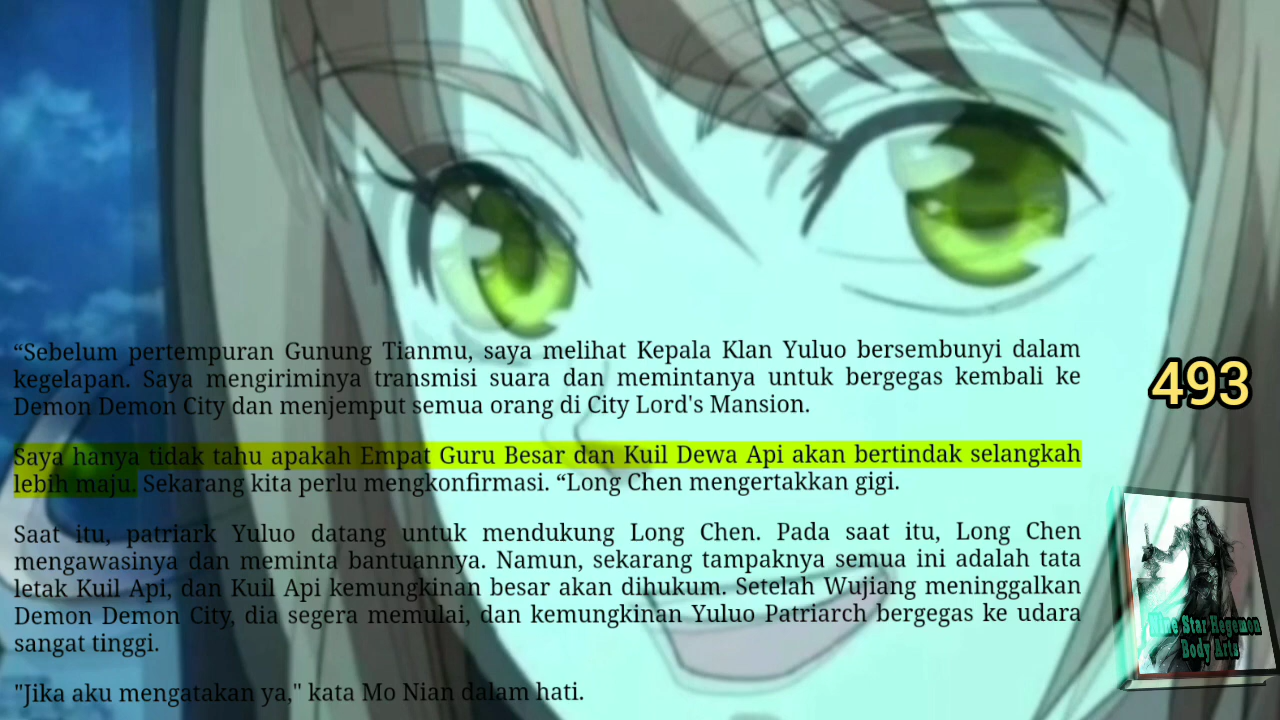 “Sebelum pertempuran Gunung Tianmu, saya melihat Kepala Klan Yuluo bersembunyi dalam
kegelapan. Saya mengiriminya transmisi suara dan memintanya untuk bergegas kembali ke
Demon Demon City dan menjemput semua orang di City Lord's Mansion.
Saya hanya tidak tahu apakah Empat Guru Besar dan Kuil Dewa Api akan bertindak selangkah
lebih maju. Sekarang kita perlu mengkonfirmasi. “Long Chen mengertakkan gigi.
Saat itu, patriark Yuluo datang untuk mendukung Long Chen. Pada saat itu, Long Chen
mengawasinya dan meminta bantuannya. Namun, sekarang tampaknya semua ini adalah tata
letak Kuil Api, dan Kuil Api kemungkinan besar akan dihukum. Setelah Wujiang meninggalkan
Demon Demon City, dia segera memulai, dan kemungkinan Yuluo Patriarch bergegas ke udara
sangat tinggi.
"Jika aku mengatakan ya," kata Mo Nian dalam hati.
493
Nine Star Hegemon
Body Arts